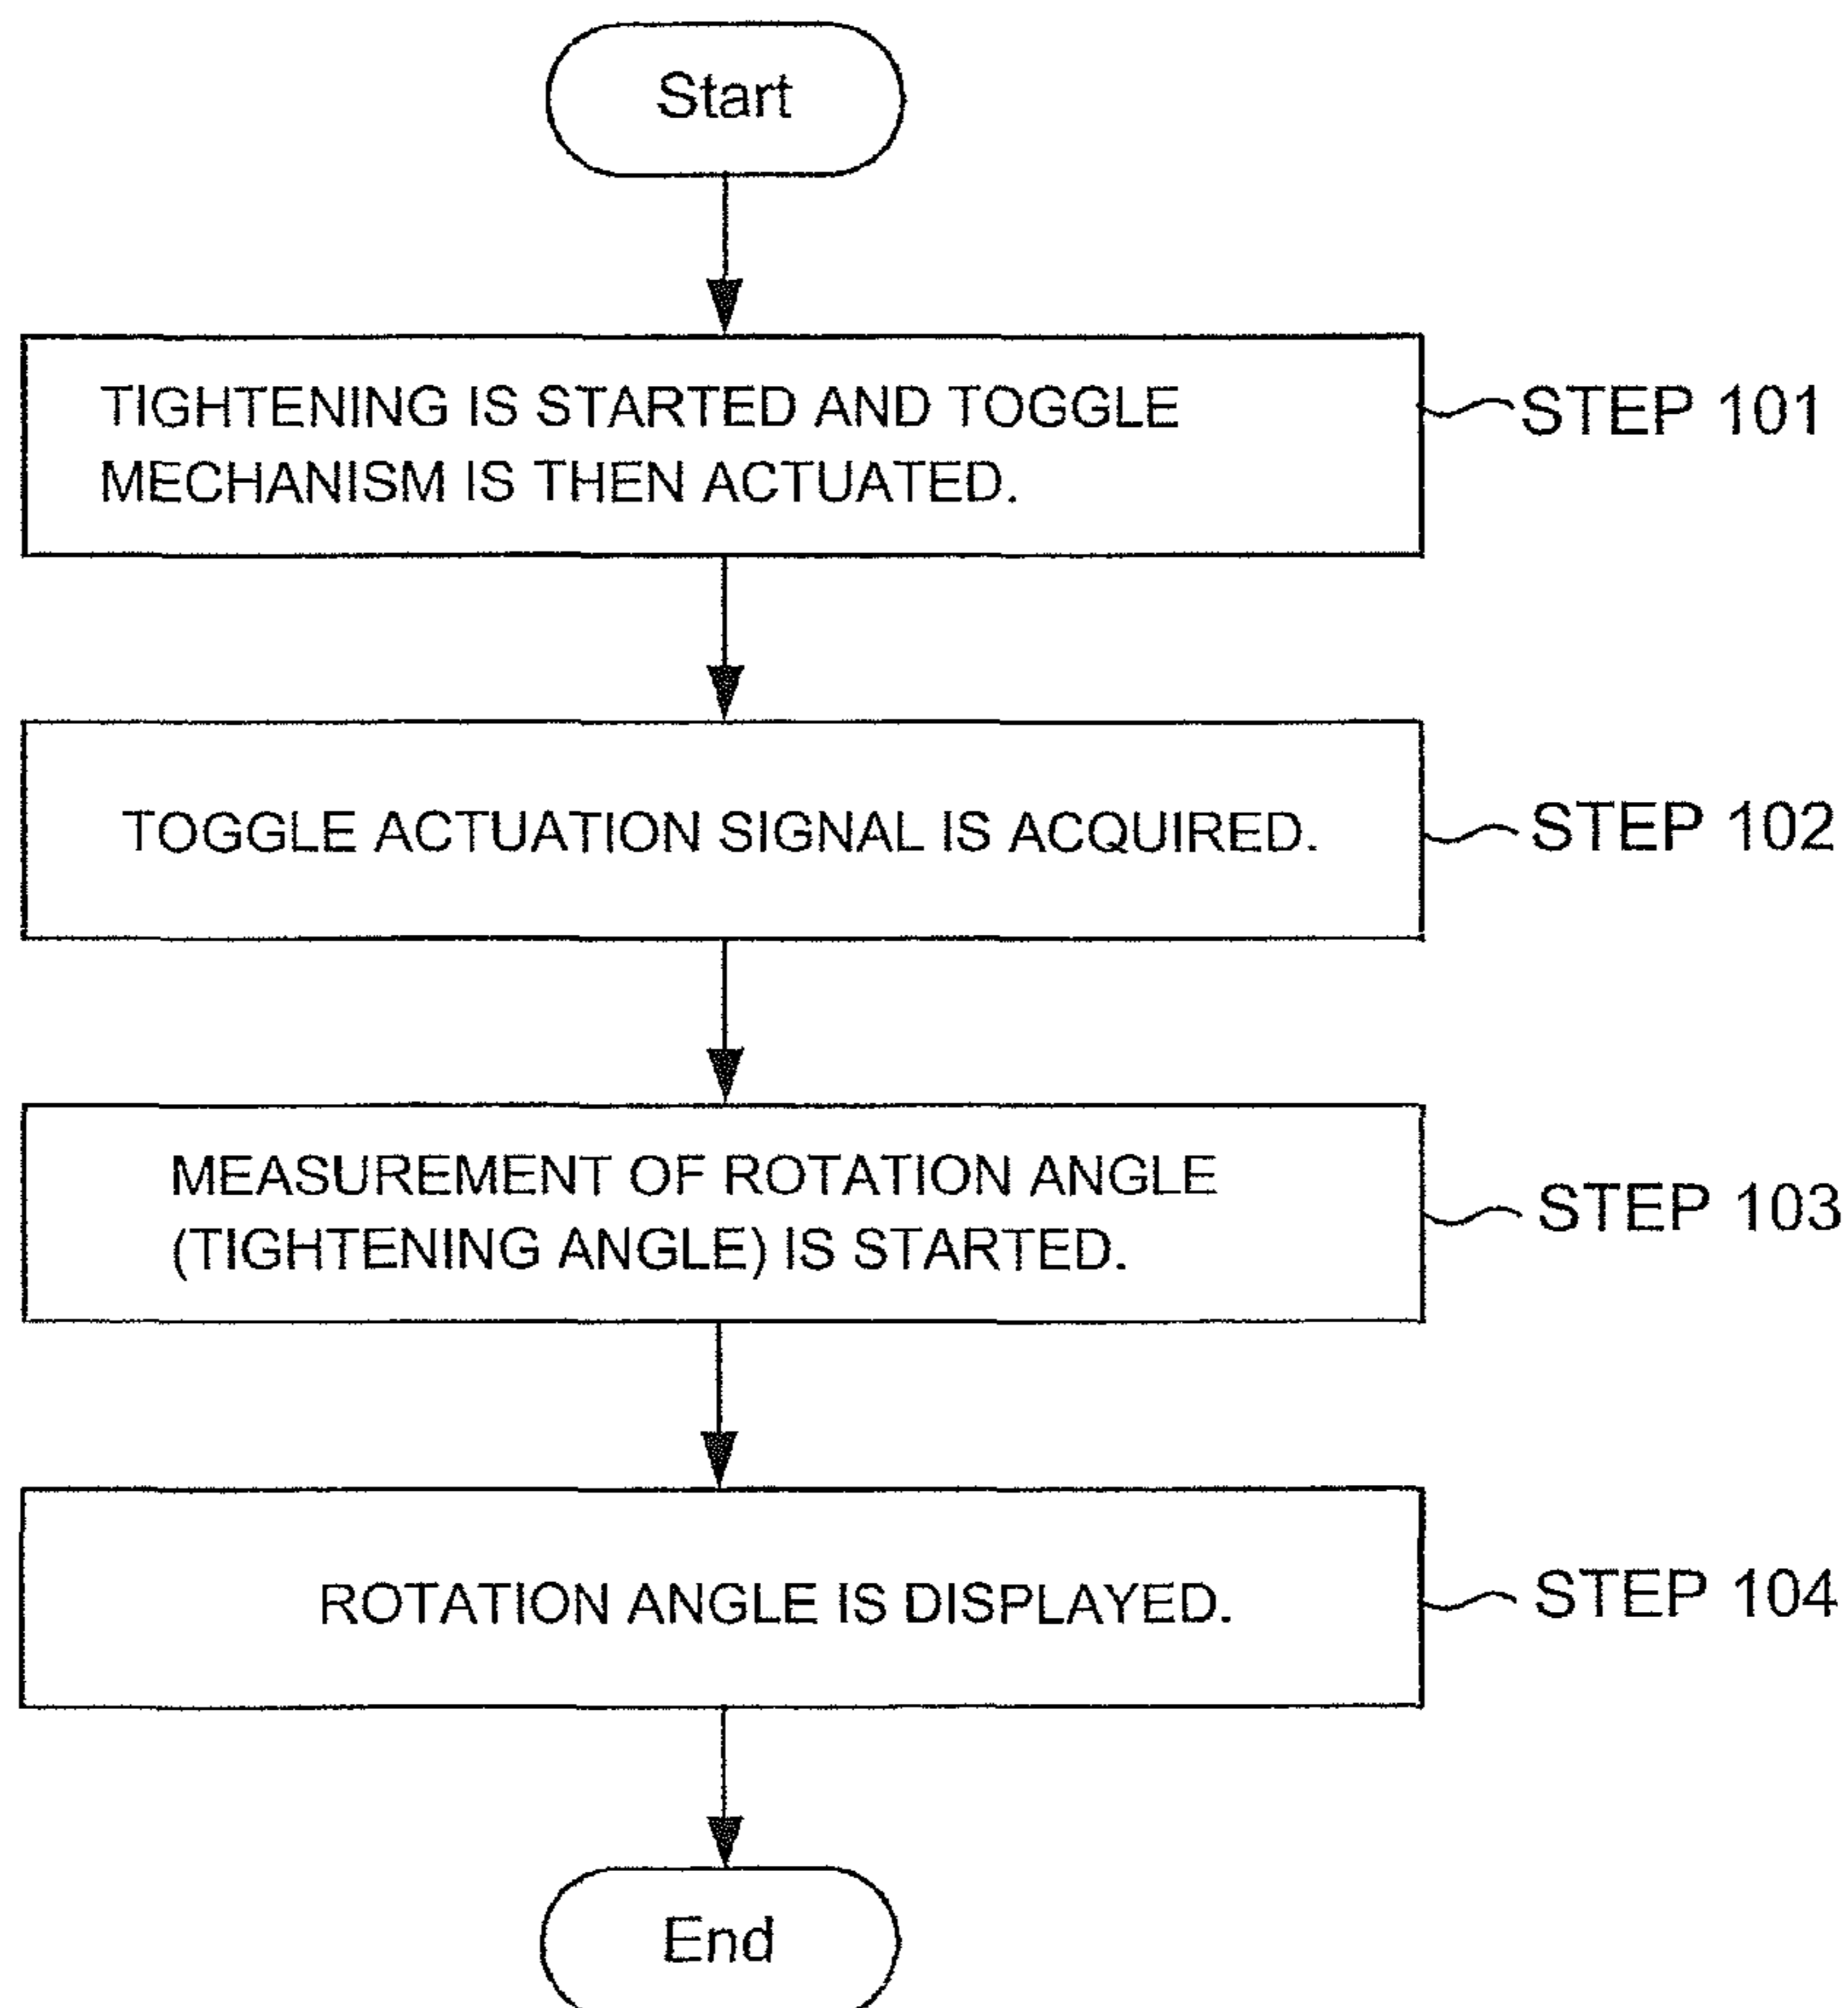 Start
TIGHTENING IS STARTED AND TOGGLE
MECHANISM IS THEN ACTUATED.
STEP 101
TOGGLE ACTUATION SIGNAL IS ACQUIRED.
STEP 102
MEASUREMENT OF ROTATION ANGLE
(TIGHTENING ANGLE) IS STARTED.
STEP 103
ROTATION ANGLE IS DISPLAYED.
STEP 104
End